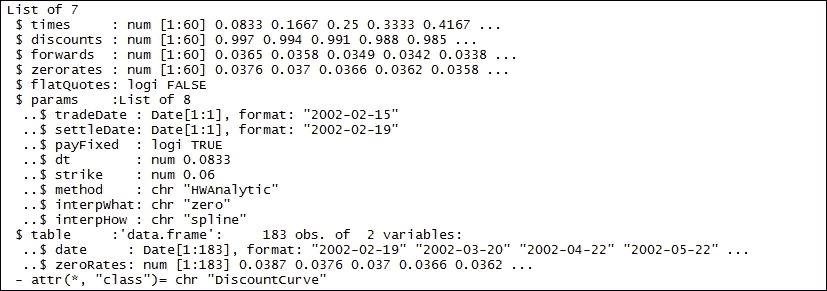 List of 7
 $ times     : num [1:60] 0.0833 0.1667 0.25 0.3333 0.4167 ...
 $ discounts : num [1:60] 0.997 0.994 0.991 0.988 0.985 ...
 $ forwards  : num [1:60] 0.0365 0.0358 0.0349 0.0342 0.0338 ...
 $ zerorates : num [1:60] 0.0376 0.037 0.0366 0.0362 0.0358 ...
 $ flatQuotes: logi FALSE
 $ params    :List of 8
  ..$ tradeDate : Date[1:1], format: "2002-02-15"
  ..$ settleDate: Date[1:1], format: "2002-02-19"
  ..$ payFixed  : logi TRUE
  ..$ dt        : num 0.0833
  ..$ strike    : num 0.06
  ..$ method    : chr "HWAnalytic"
  ..$ interpWhat: chr "zero"
  ..$ interpHow : chr "spline"
 $ table     :'data.frame':	183 obs. of  2 variables:
  ..$ date     : Date[1:183], format: "2002-02-19" "2002-03-20" "2002-04-22" "2002-05-22" ...
  ..$ zeroRates: num [1:183] 0.0387 0.0376 0.037 0.0366 0.0362 ...
 - attr(*, "class")= chr "DiscountCurve"